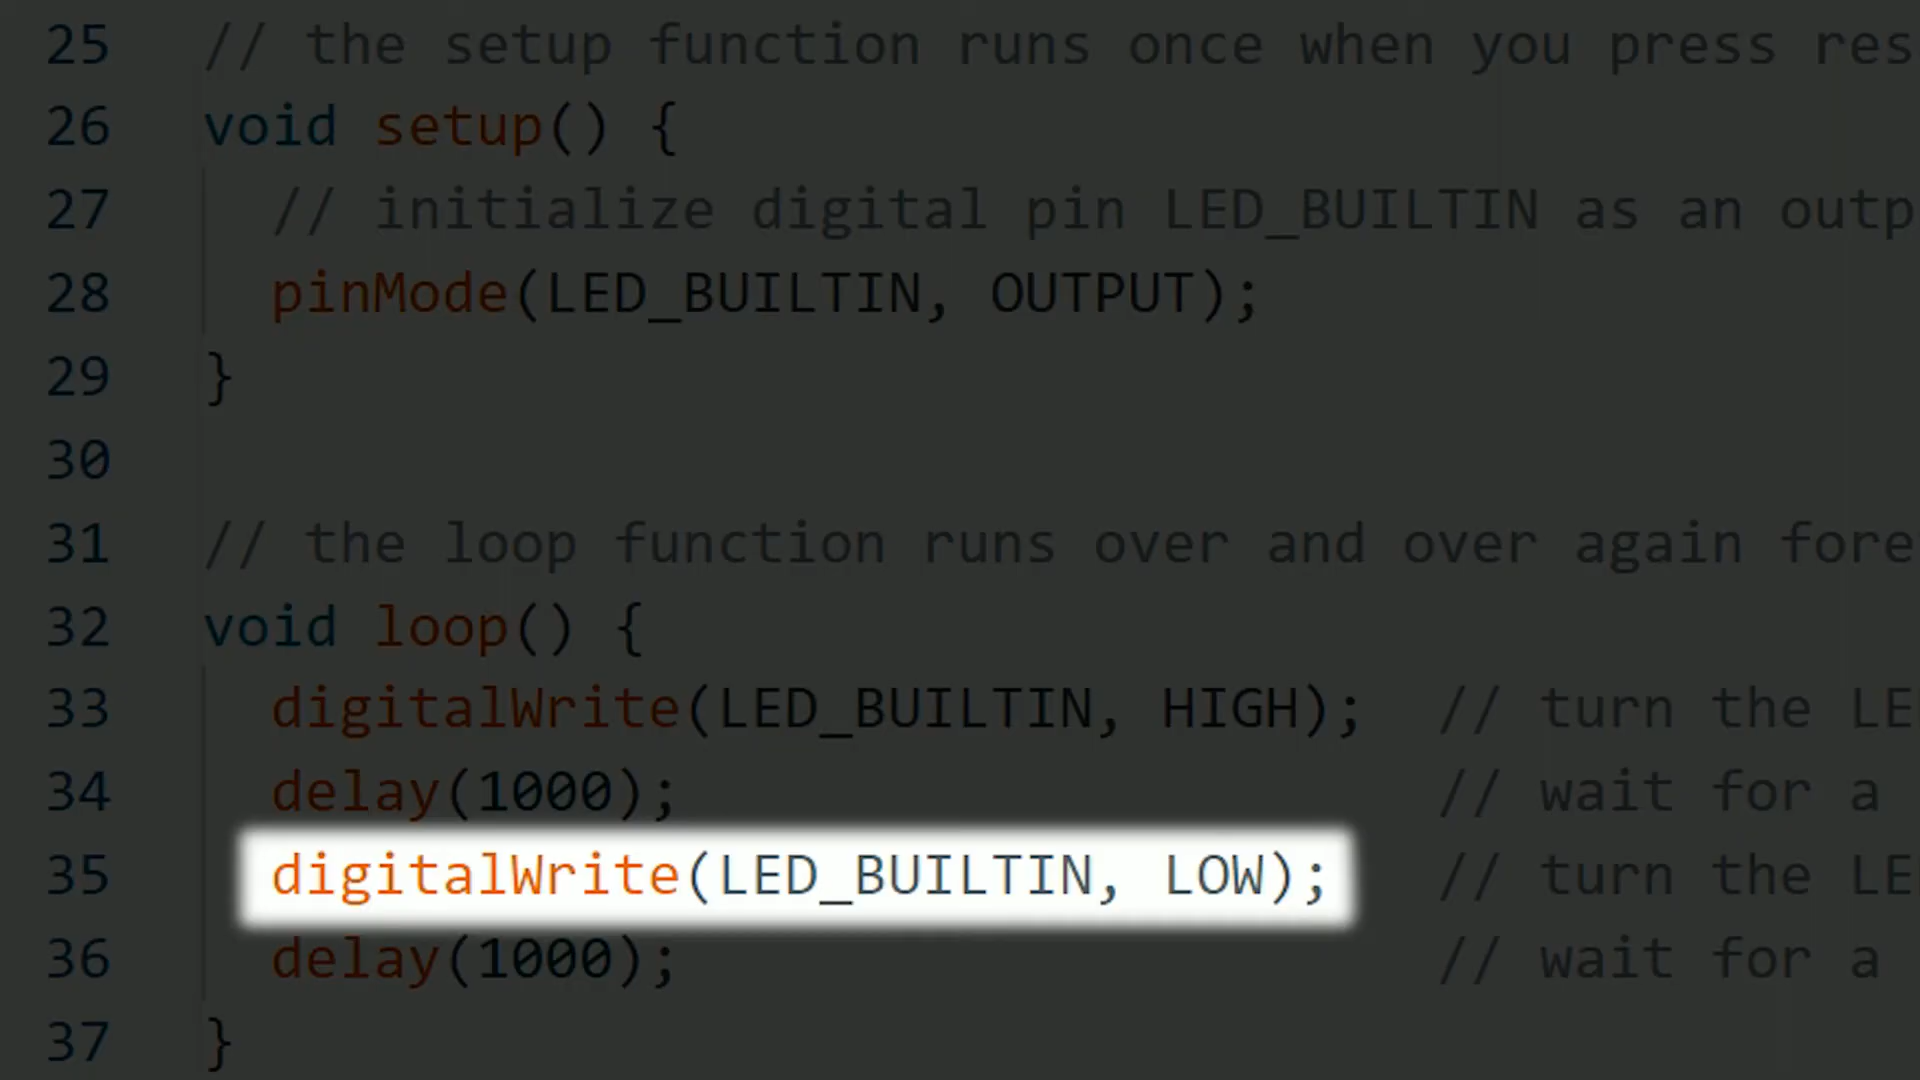 25 // the setup function runs once when you press res
26 void setup() {
27 // initialize digital pin LED_BUILTIN as an outp
28 pinMode(LED_BUILTIN, OUTPUT);
29 }
30
31 // the loop function runs over and over again fore
32 void loop() {
33 digitalWrite(LED_BUILTIN, HIGH); // turn the LE
34 delay(1000); // wait for a
35 digitalWrite(LED_BUILTIN, LOW); // turn the LE
36 delay(1000); // wait for a
37 }